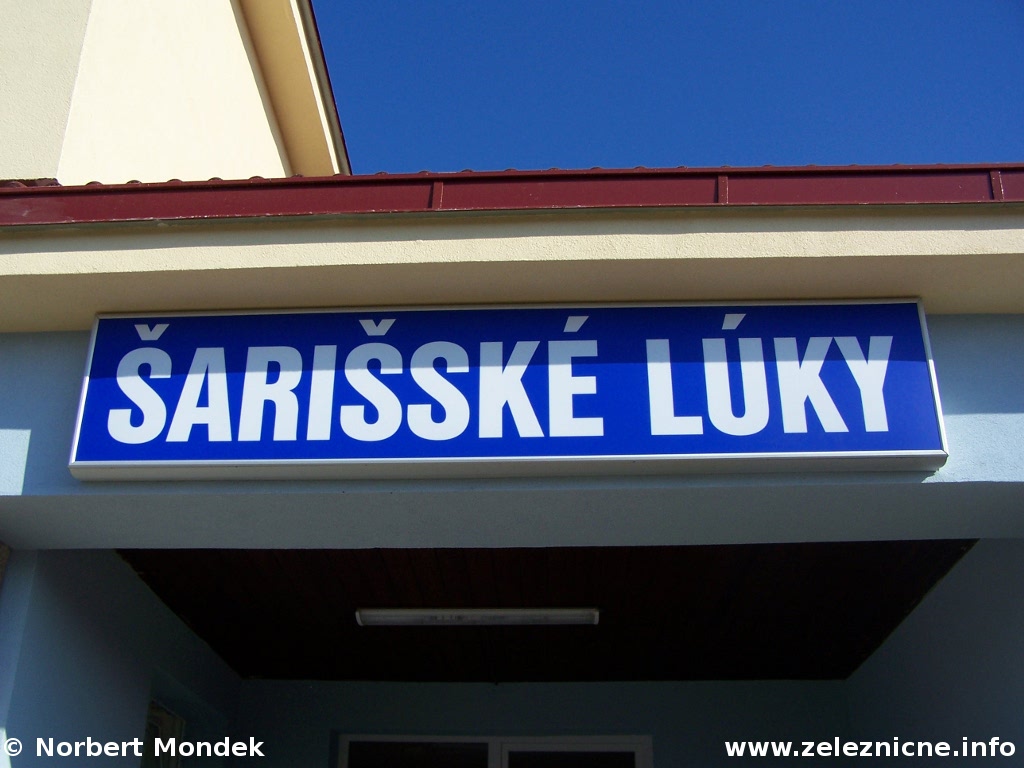 ŠARIŠSKÉ LÚKY
© Norbert Mondek
www.zeleznicne.info